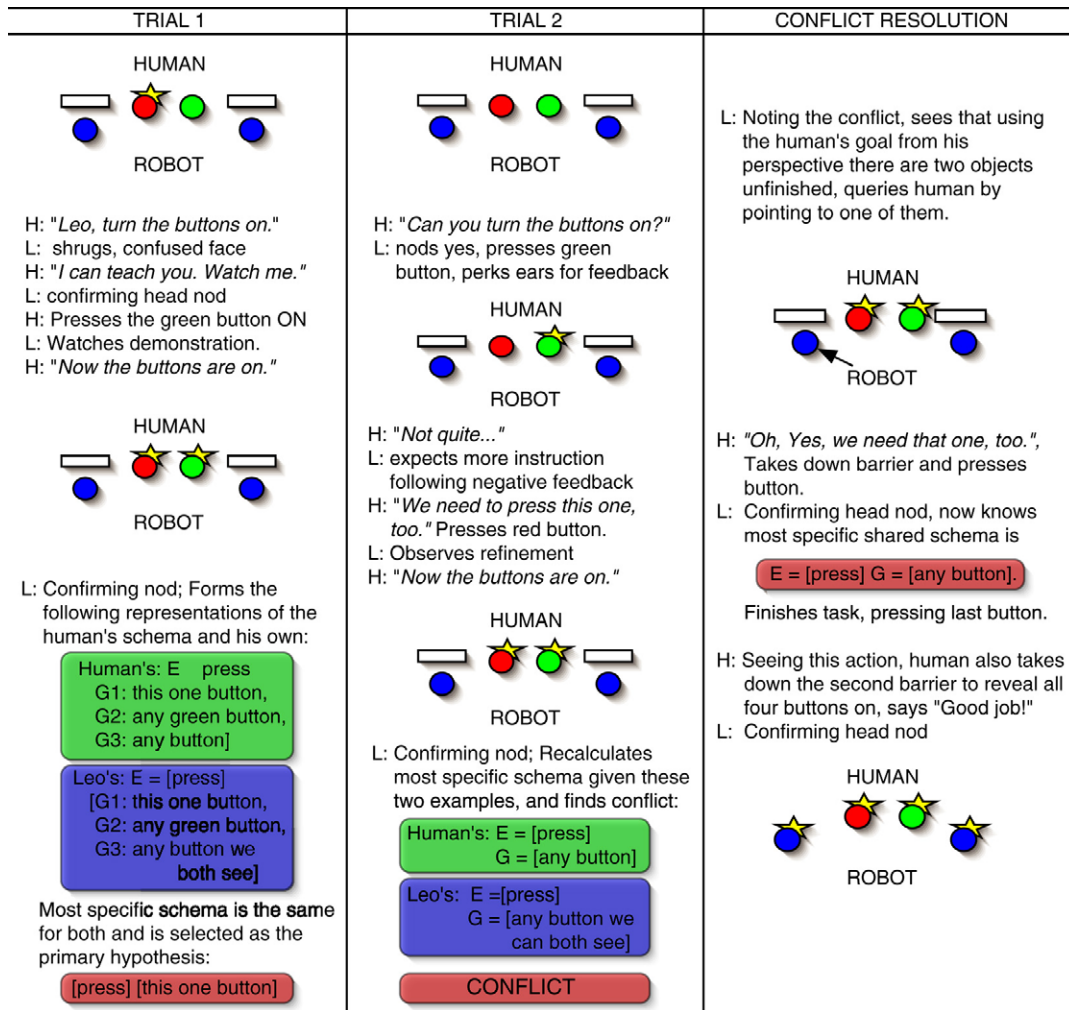 TRIAL 1
HUMAN
ROBOT
H: "Leo, turn the buttons on."
L: shrugs, confused face
H: "I can teach you. Watch me."
L: confirming head nod
H: Presses the green button ON
L: Watches demonstration.
H: "Now the buttons are on."
HUMAN
ROBOT
L: Confirming nod; Forms the
following representations of the
human's schema and his own:
Human's: E press
G1: this one button,
G2: any green button,
G3: any button]
Leo's: E = [press]
[G1: this one button,
G2: any green button,
G3: any button we
both see]
Most specific schema is the same
for both and is selected as the
primary hypothesis:
[press] [this one button]
TRIAL 2
HUMAN
ROBOT
H: "Can you turn the buttons on?"
L: nods yes, presses green
button, perks ears for feedback
HUMAN
ROBOT
H: "Not quite..."
L: expects more instruction
following negative feedback
H: "We need to press this one,
too." Presses red button.
L: Observes refinement
H: "Now the buttons are on."
HUMAN
ROBOT
L: Confirming nod; Recalculates
most specific schema given these
two examples, and finds conflict:
Human's: E = [press]
G = [any button]
Leo's: E =[press]
G = [any button we
can both see]
CONFLICT
CONFLICT RESOLUTION
L: Noting the conflict, sees that using
the human's goal from his
perspective there are two objects
unfinished, queries human by
pointing to one of them.
HUMAN
ROBOT
H: "Oh, Yes, we need that one, too.",
Takes down barrier and presses
button.
L: Confirming head nod, now knows
most specific shared schema is
E = [press] G = [any button].
Finishes task, pressing last button.
H: Seeing this action, human also takes
down the second barrier to reveal all
four buttons on, says "Good job!"
L: Confirming head nod
HUMAN
ROBOT